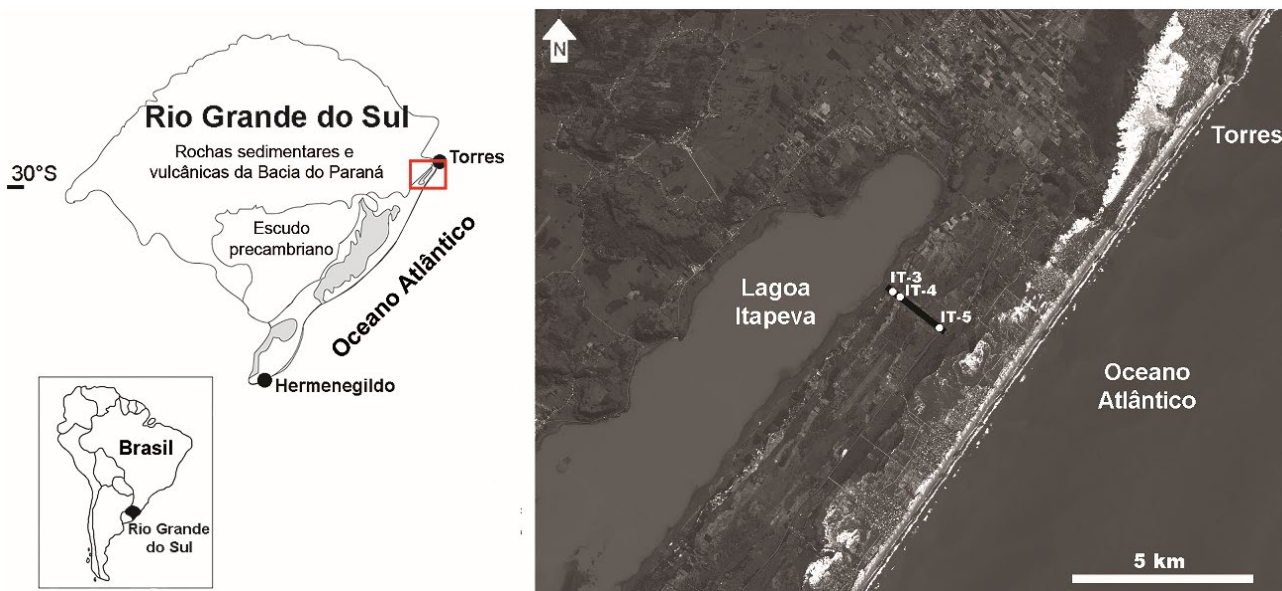 Rio Grande do Sul
Rochas sedimentares e
vulcânicas da Bacia do Paraná
Torres
30°S
Escudo
precambriano
Oceano Atlântico
Hermenegildo
Brasil
Rio Grande
do Sul
N
Torres
IT-3
IT-4
IT-5
Lagoa
Itapeva
Oceano
Atlântico
5 km